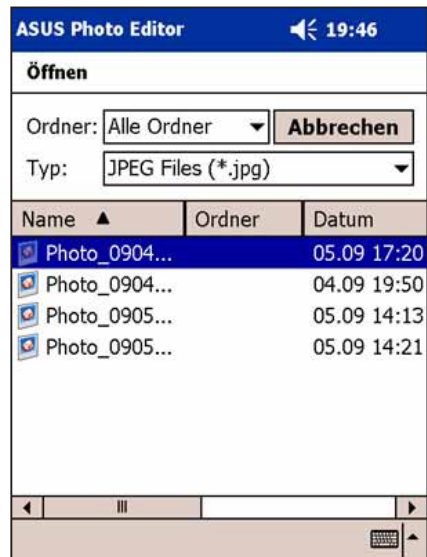 ASUS Photo Editor 19:46
Öffnen
Ordner: Alle Ordner Abbrechen
Typ: JPEG Files (*.jpg)
Name Ordner Datum
Photo_0904... 05.09 17:20
Photo_0904... 04.09 19:50
Photo_0905... 05.09 14:13
Photo_0905... 05.09 14:21